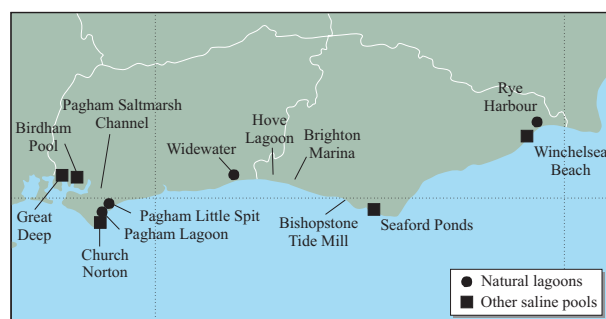 Rye
Harbour
Pagham Saltmarsh
Channel
Birdham
Pool
Hove
Lagoon
Brighton
Marina
Widewater
Winchelsea
Beach
Great
Deep
Pagham Little Spit
Pagham Lagoon
Church
Norton
Bishopstone
Tide Mill
Seaford Ponds
Natural lagoons
Other saline pools